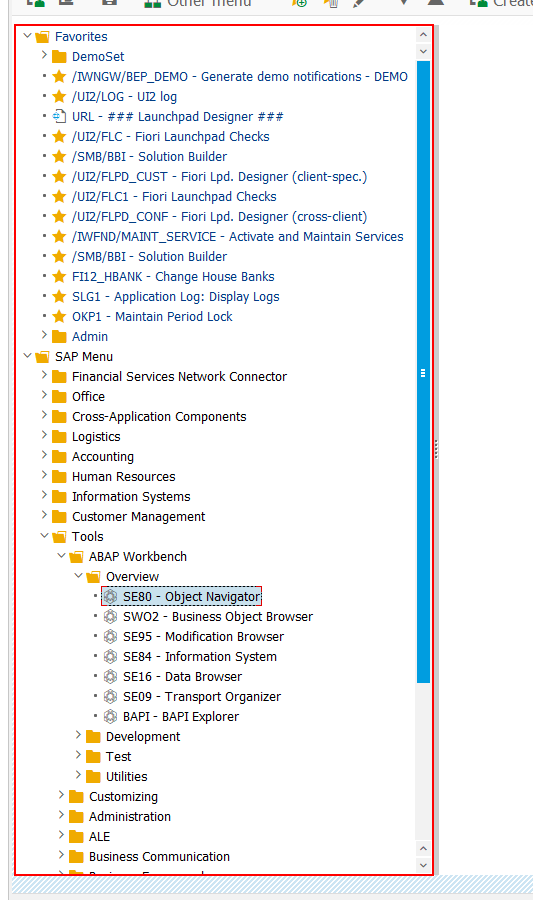 Other menu
Create
Favorites
DemoSet
/IWNGW/BEP_DEMO - Generate demo notifications - DEMO
/UI2/LOG - UI2 log
URL - ### Launchpad Designer ###
/UI2/FLC - Fiori Launchpad Checks
/SMB/BBI - Solution Builder
/UI2/FLPD_CUST - Fiori Lpd. Designer (client-spec.)
/UI2/FLC1 - Fiori Launchpad Checks
/UI2/FLPD_CONF - Fiori Lpd. Designer (cross-client)
/IWFND/MAINT_SERVICE - Activate and Maintain Services
/SMB/BBI - Solution Builder
FI12_HBANK - Change House Banks
SLG1 - Application Log: Display Logs
OKP1 - Maintain Period Lock
Admin
SAP Menu
Financial Services Network Connector
Office
Cross-Application Components
Logistics
Accounting
Human Resources
Information Systems
Customer Management
Tools
ABAP Workbench
Overview
SE80 - Object Navigator
SWO2 - Business Object Browser
SE95 - Modification Browser
SE84 - Information System
SE16 - Data Browser
SE09 - Transport Organizer
BAPI - BAPI Explorer
Development
Test
Utilities
Customizing
Administration
ALE
Business Communication